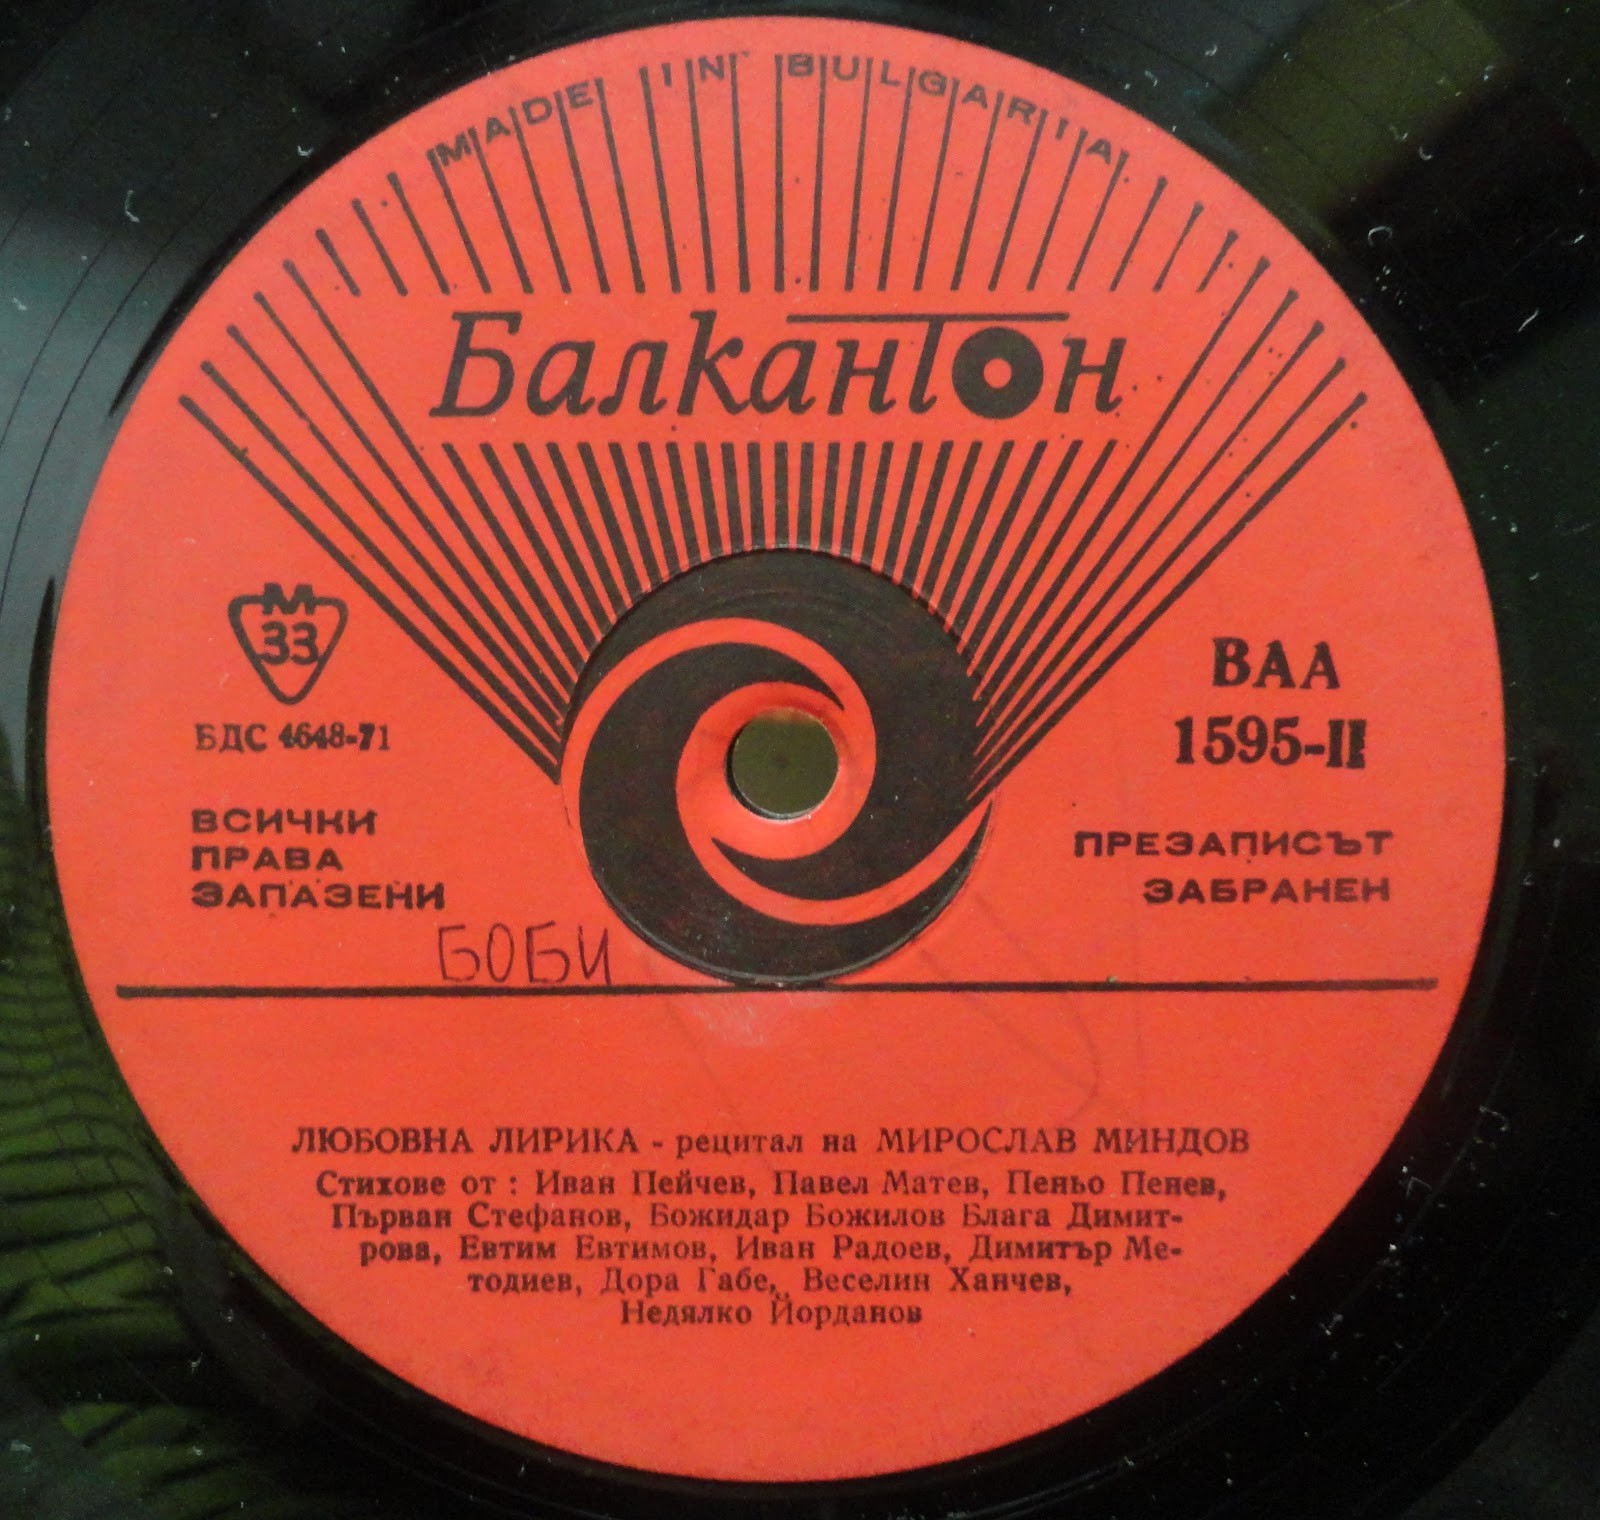 MADE IN BULGARIA
Балкантон
М
33
БДС 4648-71
ВСИЧКИ
ПРАВА
ЗАПАЗЕНИ
БОБИ
ВАА
1595-II
ПРЕЗАПИСЪТ
ЗАБРАНЕН
ЛЮБОВНА ЛИРИКА - рецитал на МИРОСЛАВ МИНДОВ
Стихове от : Иван Пейчев, Павел Матев, Пеньо Пенев,
Първан Стефанов, Божидар Божилов Блага Димит-
рова, Евтим Евтимов, Иван Радоев, Димитър Ме-
тодиев, Дора Габе, Веселин Ханчев,
Недялко Йорданов